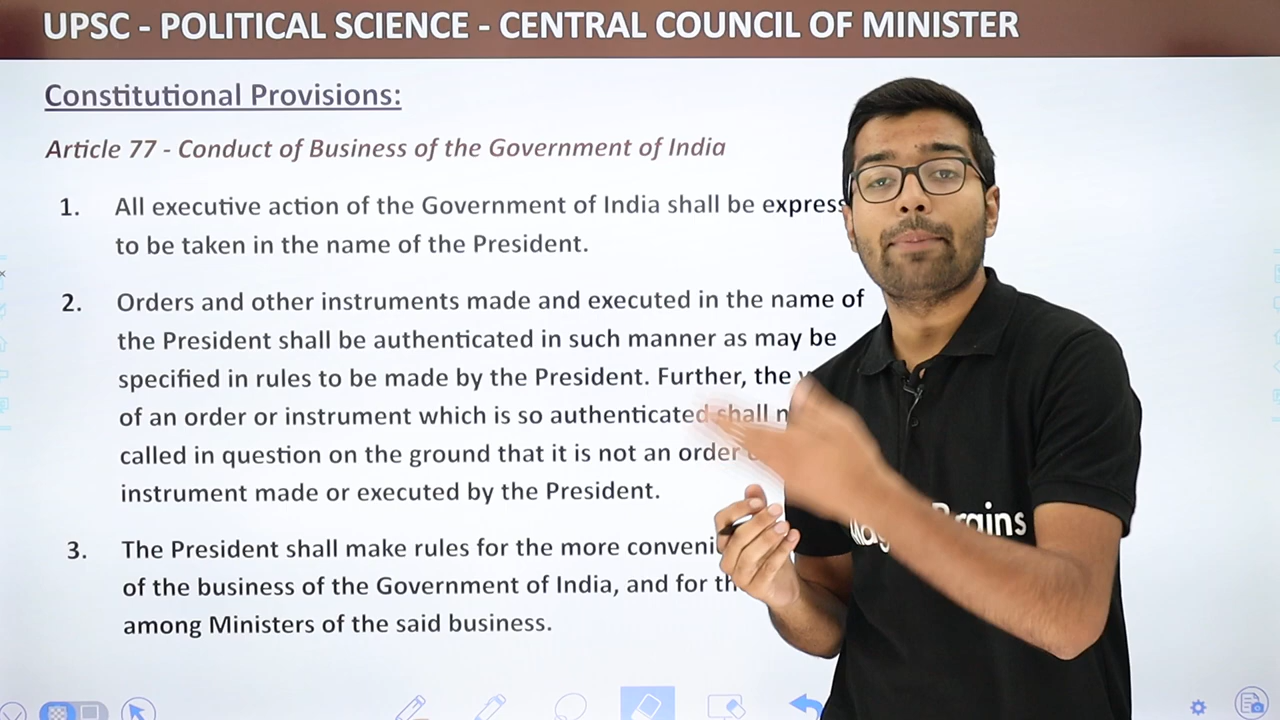 UPSC - POLITICAL SCIENCE - CENTRAL COUNCIL OF MINISTER
Constitutional Provisions:
Article 77 - Conduct of Business of the Government of India
1. All executive action of the Government of India shall be express
to be taken in the name of the President.
2. Orders and other instruments made and executed in the name of
the President shall be authenticated in such manner as may be
specified in rules to be made by the President. Further, the
of an order or instrument which is so authenticated shall
called in question on the ground that it is not an order
instrument made or executed by the President.
3. The President shall make rules for the more
of the business of the Government of India, and for
among Ministers of the said business.